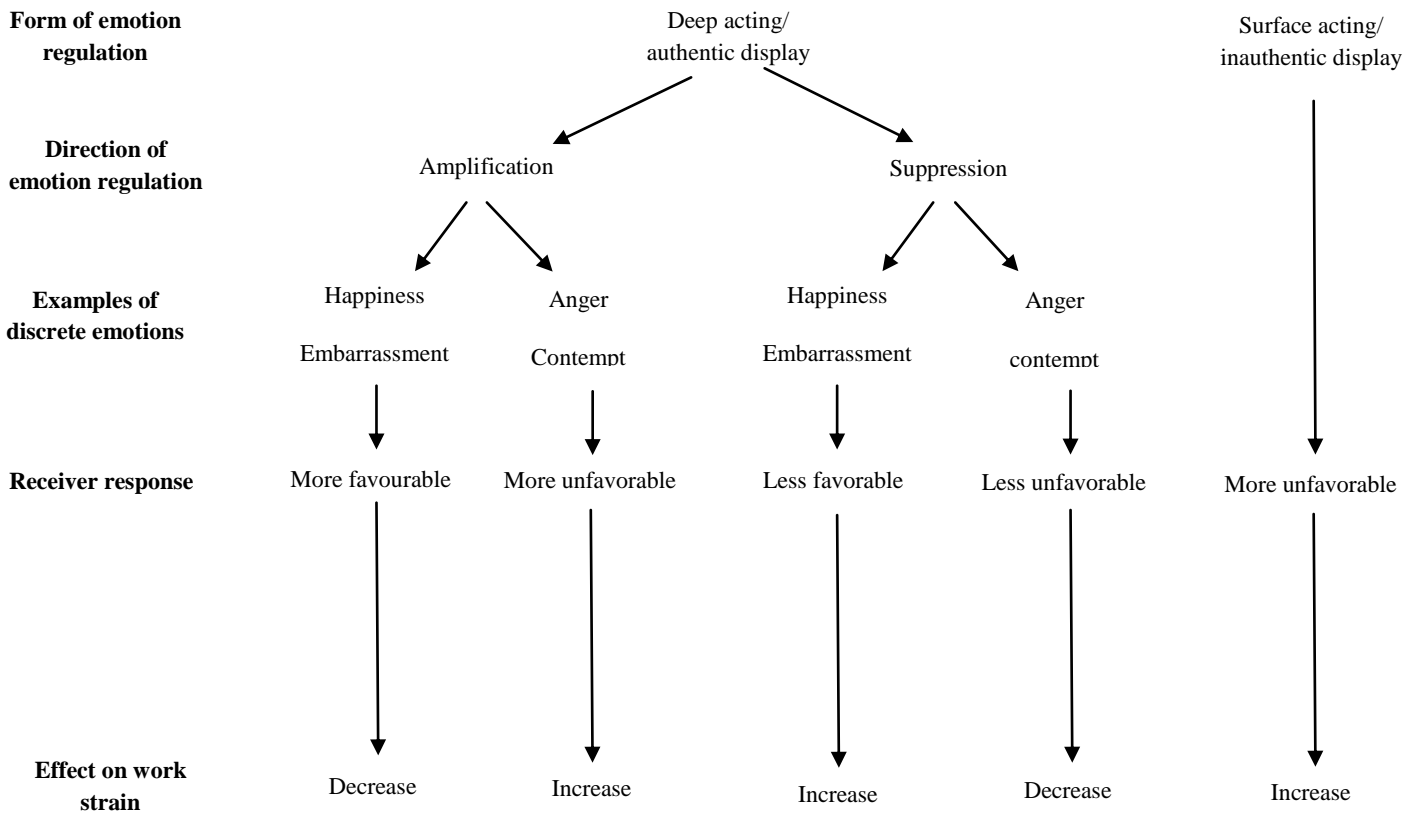 Form of emotion
regulation
Deep acting/
authentic display
Surface acting/
inauthentic display
Direction of
emotion regulation
Amplification
Suppression
Examples of
discrete emotions
Happiness
Anger
Happiness
Anger
Embarrassment
Contempt
Embarrassment
contempt
Receiver response
More favourable
More unfavorable
Less favorable
Less unfavorable
More unfavorable
Effect on work
strain
Decrease
Increase
Increase
Decrease
Increase